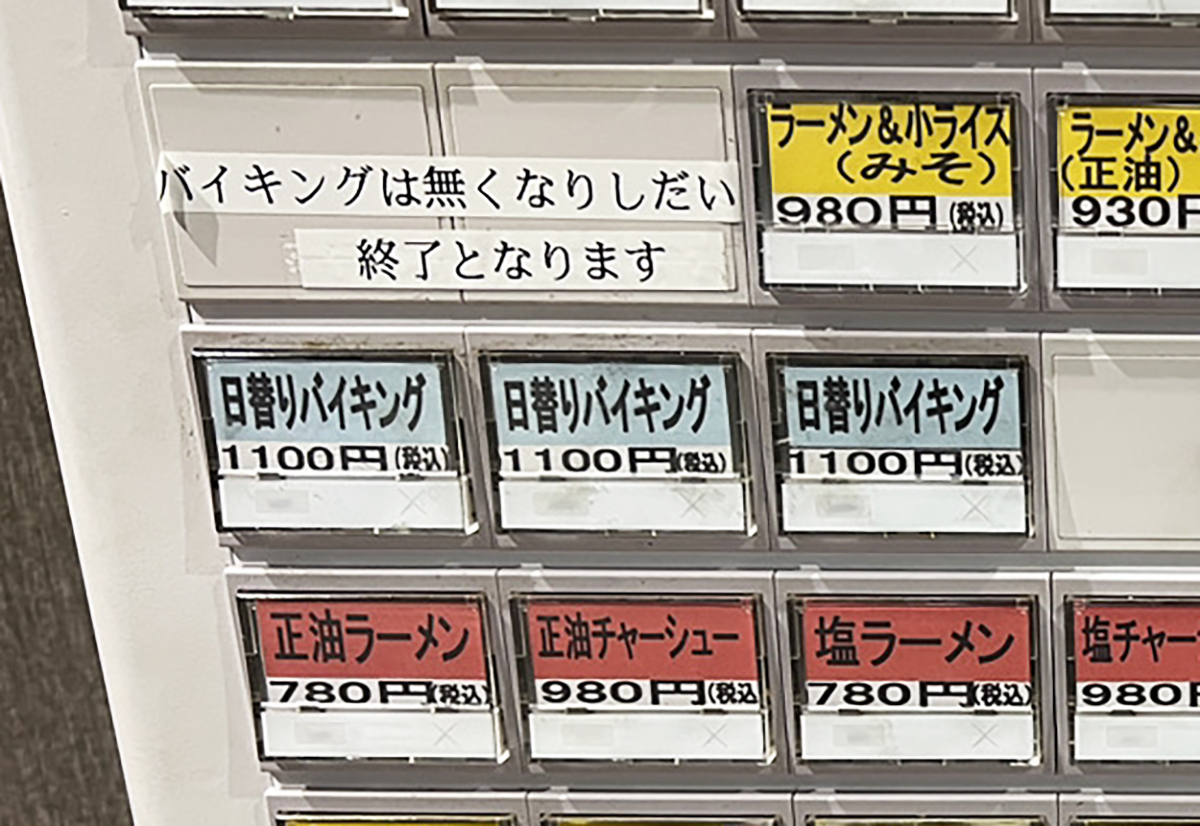 ラーメン&小ライス
(みそ)
980円(税込)
ラーメン&
(正油)
930円
バイキングは無くなりしだい
終了となります
日替りバイキング
1100円(税込)
日替りバイキング
1100円(税込)
日替りバイキング
1100円(税込)
正油ラーメン
780円(税込)
正油チャーシュー
980円(税込
塩ラーメン
780円(税込)
塩チャー
980